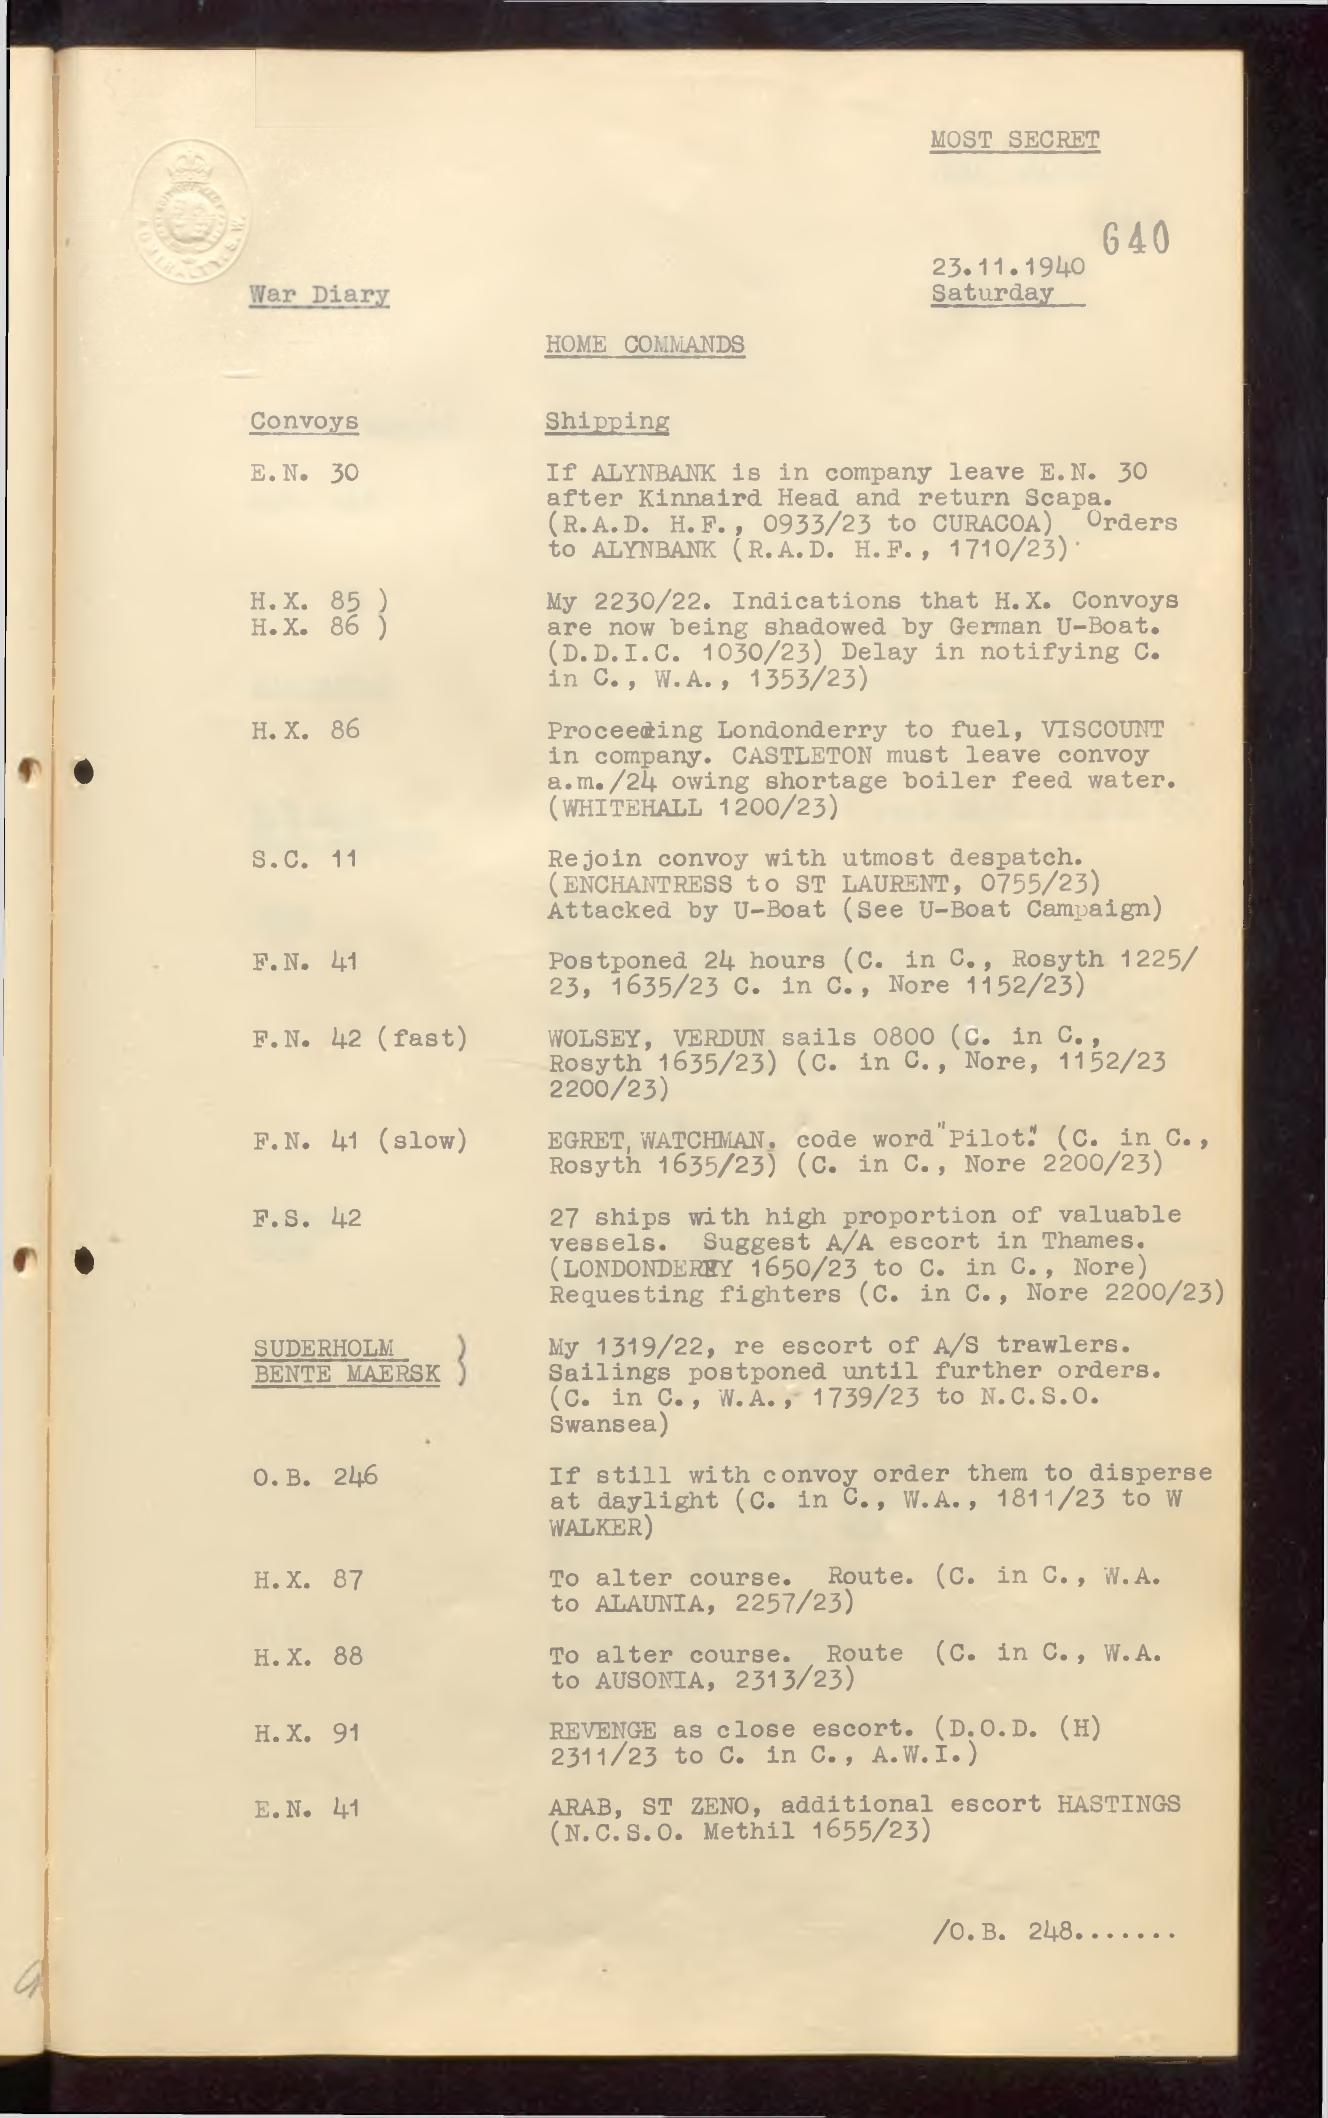 MOST SECRET
640
ADMIRALTY. S.W.
23.11.1940
War Diary
Saturday
HOME COMMANDS
Convoys
Shipping
E.N. 30
If ALYNBANK is in company leave E.N. 30
after Kinnaird Head and return Scapa.
(R.A.D. H.F., 0933/23 to CURACOA) Orders
to ALYNBANK (R.A.D. H.F., 1710/23)
H.X. 85 )
H.X. 86 )
My 2230/22. Indications that H.X. Convoys
are now being shadowed by German U-Boat.
(D.D.I.C. 1030/23) Delay in notifying C.
in C., W.A., 1353/23)
H.X. 86
Proceeding Londonderry to fuel, VISCOUNT
in company. CASTLETON must leave convoy
a.m./24 owing shortage boiler feed water.
(WHITEHALL 1200/23)
S.C. 11
Rejoin convoy with utmost despatch.
(ENCHANTRESS to ST LAURENT, 0755/23)
Attacked by U-Boat (See U-Boat Campaign)
F.N. 41
Postponed 24 hours (C. in C., Rosyth 1225/
23, 1635/23 C. in C., Nore 1152/23)
F.N. 42 (fast)
WOLSEY, VERDUN sails 0800 (C. in C.,
Rosyth 1635/23) (C. in C., Nore, 1152/23
2200/23)
F.N. 41 (slow)
EGRET, WATCHMAN, code word "Pilot". (C. in C.,
Rosyth 1635/23) (C. in C., Nore 2200/23)
F.S. 42
27 ships with high proportion of valuable
vessels. Suggest A/A escort in Thames.
(LONDONDERRY 1650/23 to C. in C., Nore)
Requesting fighters (C. in C., Nore 2200/23)
SUDERHOLM )
BENTE MAERSK )
My 1319/22, re escort of A/S trawlers.
Sailings postponed until further orders.
(C. in C., W.A., 1739/23 to N.C.S.O.
Swansea)
O.B. 246
If still with convoy order them to disperse
at daylight (C. in C., W.A., 1811/23 to W
WALKER)
H.X. 87
To alter course. Route. (C. in C., W.A.
to ALAUNIA, 2257/23)
H.X. 88
To alter course. Route (C. in C., W.A.
to AUSONIA, 2313/23)
H.X. 91
REVENGE as close escort. (D.O.D. (H)
2311/23 to C. in C., A.W.I.)
E.N. 41
ARAB, ST ZENO, additional escort HASTINGS
(N.C.S.O. Methil 1655/23)
/O.B. 248.......